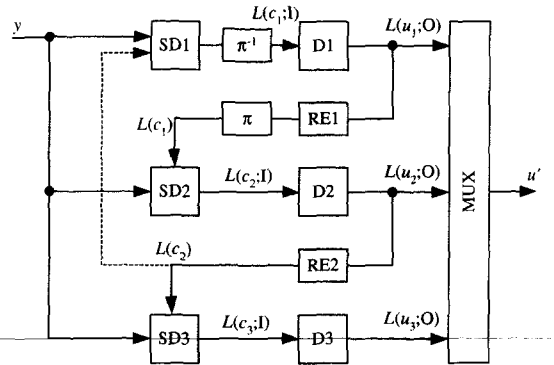 L(c₁;I)
y
SD1
π⁻¹
D1
L(u₁;O)
L(c₁)
π
RE1
SD2
L(c₂;I)
D2
L(u₂;O)
MUX
u'
L(c₂)
RE2
SD3
L(c₃;I)
D3
L(u₃;O)